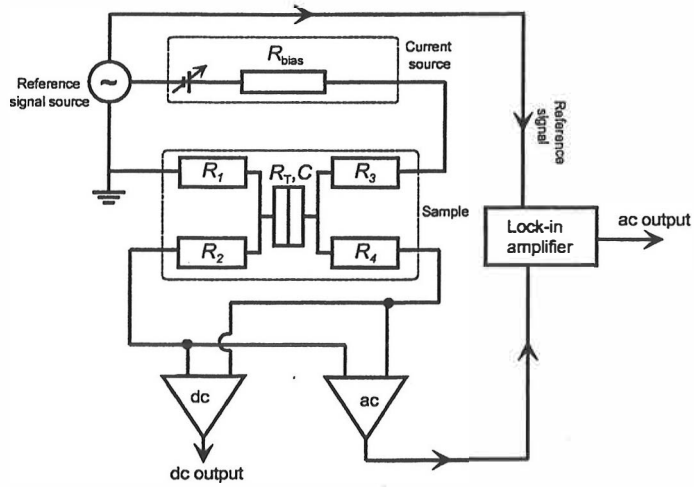 R_bias
Current
source
Reference
signal source
~
Reference
signal
R_1
R_T, C
R_3
Sample
R_2
R_4
Lock-in
amplifier
ac output
dc
ac
dc output